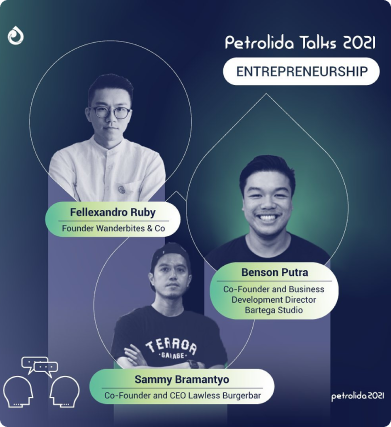 Petrolida Talks 2021
ENTREPRENEURSHIP
Fellexandro Ruby
Founder Wanderbites & Co
Benson Putra
Co-Founder and Business
Development Director
Bartega Studio
TERROR
-GARAGE-
Sammy Bramantyo
Co-Founder and CEO Lawless Burgerbar
petrolida2021